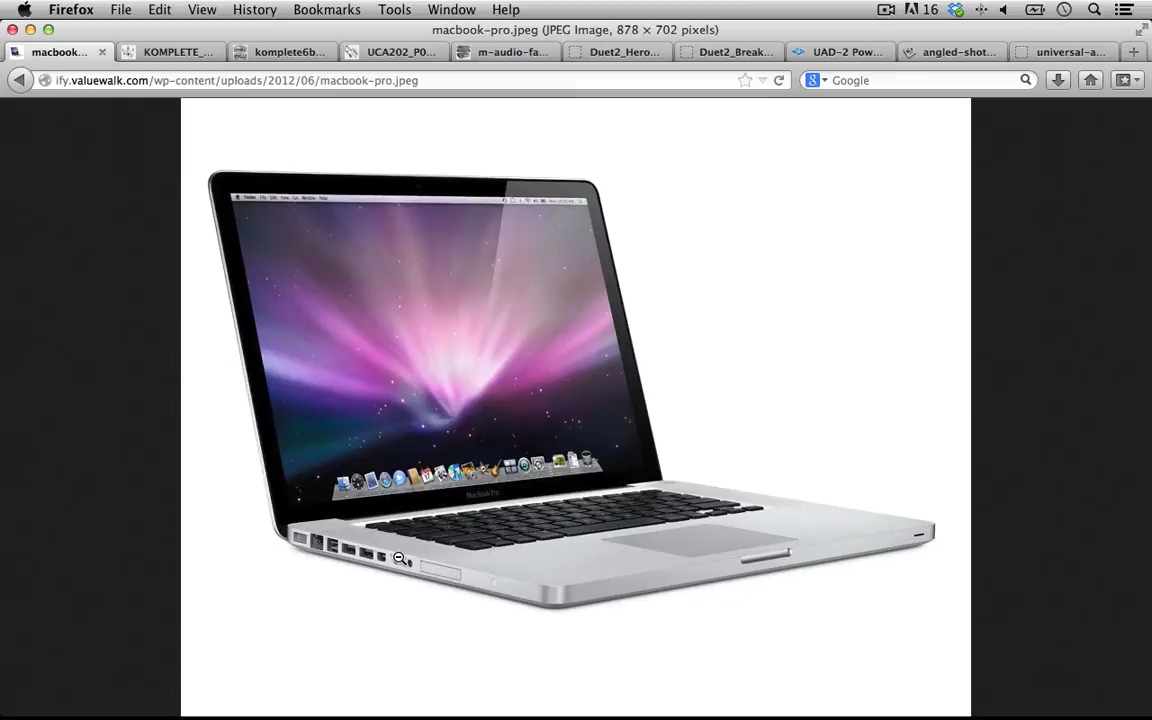 Firefox File Edit View History Bookmarks Tools Window Help 16
macbook-pro.jpeg (JPEG Image, 878 × 702 pixels)
macbook... KOMPLETE_... komplete6b... UCA202_P0... m-audio-fa... Duet2_Hero... Duet2_Break... UAD-2 Pow... angled-shot... universal-a...
ify.valuewalk.com/wp-content/uploads/2012/06/macbook-pro.jpeg Google
MacBook Pro